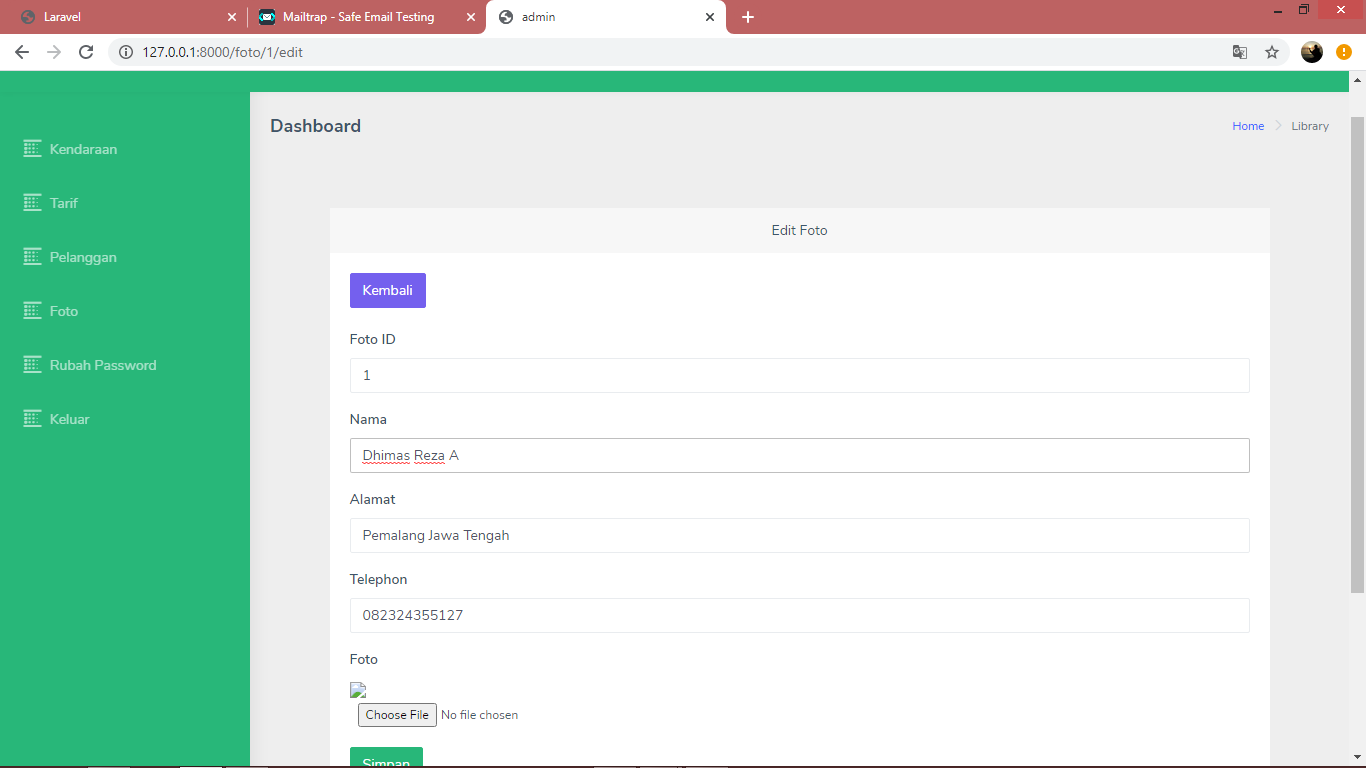 Laravel
Mailtrap - Safe Email Testing
admin
127.0.0.1:8000/foto/1/edit
Dashboard
Home
Library
Kendaraan
Tarif
Pelanggan
Foto
Rubah Password
Keluar
Edit Foto
Kembali
Foto ID
1
Nama
Dhimas Reza A
Alamat
Pemalang Jawa Tengah
Telephon
082324355127
Foto
Choose File No file chosen
Simpan